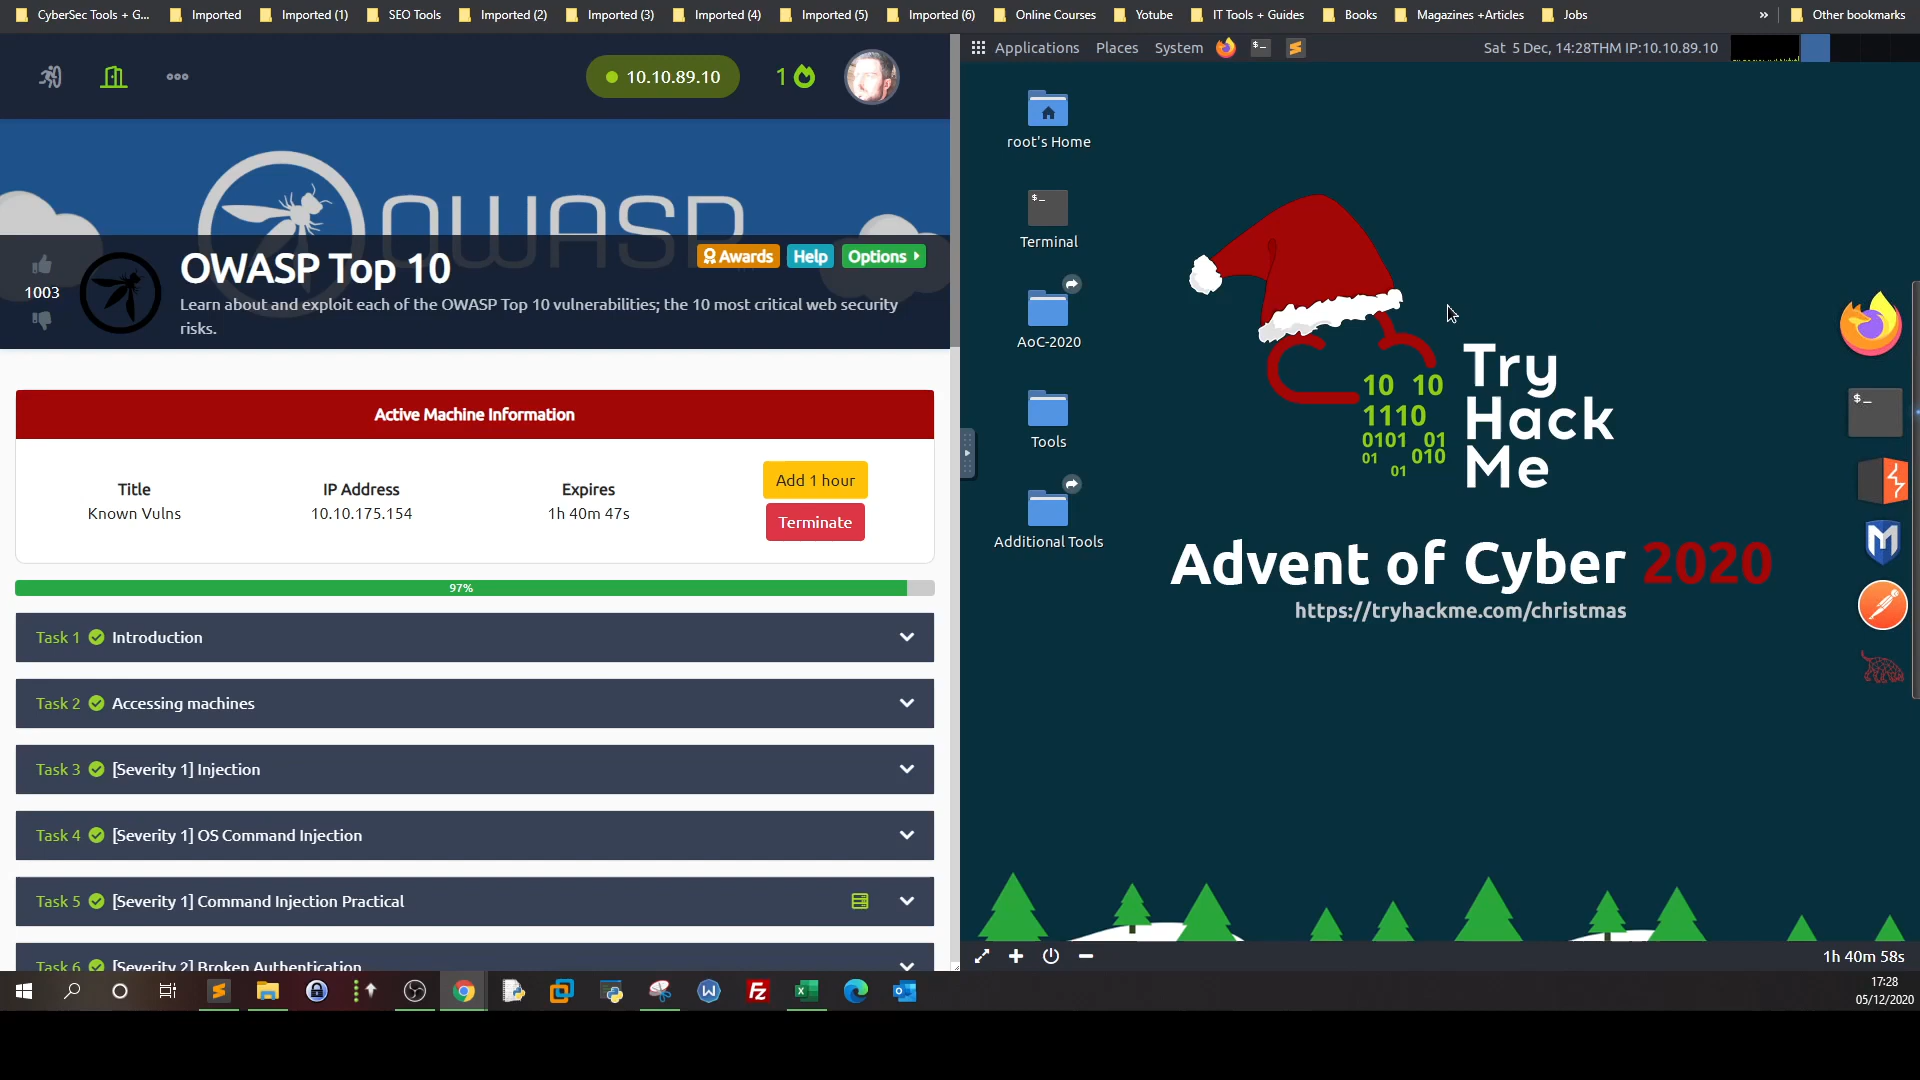 CyberSec Tools + G...
Imported
Imported (1)
SEO Tools
Imported (2)
Imported (3)
Imported (4)
Imported (5)
Imported (6)
Online Courses
Yotube
IT Tools + Guides
Books
Magazines +Articles
Jobs
»
Other bookmarks
10.10.89.10
1
OWASP
OWASP Top 10
Awards
Help
Options
1003
Learn about and exploit each of the OWASP Top 10 vulnerabilities; the 10 most critical web security
risks.
Active Machine Information
Title
IP Address
Expires
Known Vulns
10.10.175.154
1h 40m 47s
Add 1 hour
Terminate
97%
Task 1 Introduction
Task 2 Accessing machines
Task 3 [Severity 1] Injection
Task 4 [Severity 1] OS Command Injection
Task 5 [Severity 1] Command Injection Practical
Task 6 [Severity 2] Broken Authentication
Applications
Places
System
Sat 5 Dec, 14:28THM IP:10.10.89.10
root's Home
Terminal
AoC-2020
Tools
Additional Tools
10 10
1110
0101 01
01 010
01
Try
Hack
Me
Advent of Cyber 2020
https://tryhackme.com/christmas
1h 40m 58s
17:28
05/12/2020